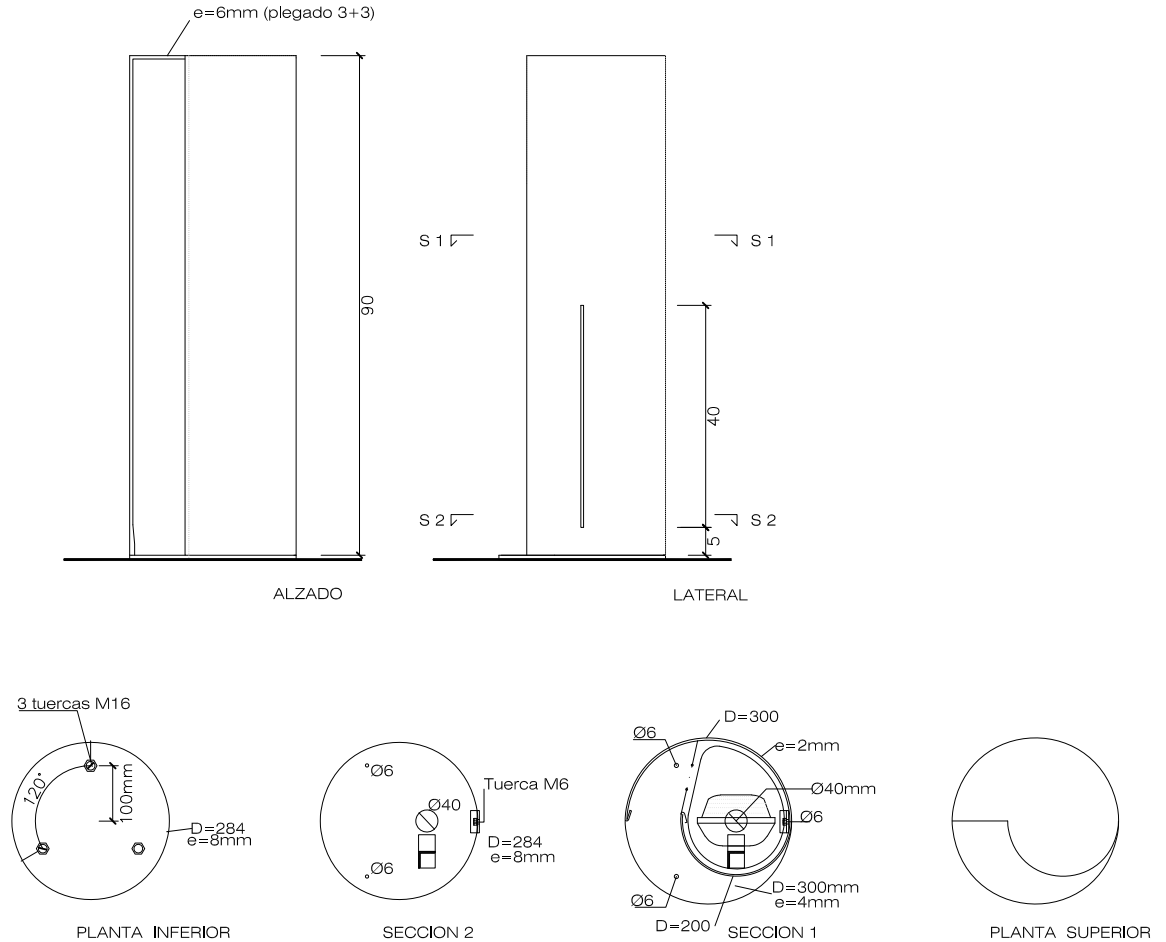 e=6mm (plegado 3+3)
90
S 1
S 1
40
S 2
S 2
5
ALZADO
LATERAL
3 tuercas M16
120°
100mm
D=284
e=8mm
PLANTA INFERIOR
Ø6
Ø40
Tuerca M6
D=284
e=8mm
Ø6
SECCION 2
D=300
Ø6
e=2mm
Ø40mm
Ø6
D=300mm
e=4mm
Ø6
D=200
SECCION 1
PLANTA SUPERIOR